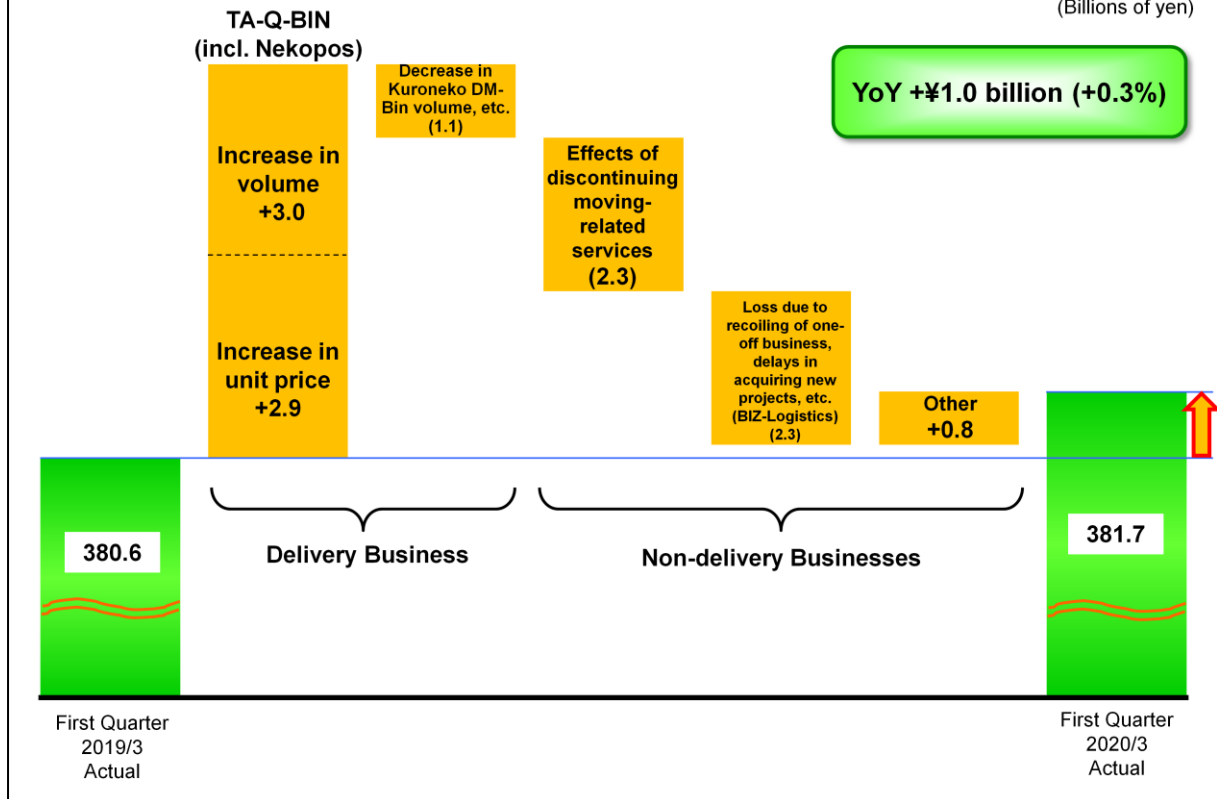 (Billions of yen)
TA-Q-BIN
(incl. Nekopos)
YoY +¥1.0 billion (+0.3%)
Increase in
volume
+3.0
Increase in
unit price
+2.9
Decrease in
Kuroneko DM-
Bin volume, etc.
(1.1)
Effects of
discontinuing
moving-
related
services
(2.3)
Loss due to
recoiling of one-
off business,
delays in
acquiring new
projects, etc.
(BIZ-Logistics)
(2.3)
Other
+0.8
380.6
Delivery Business
Non-delivery Businesses
381.7
First Quarter
2019/3
Actual
First Quarter
2020/3
Actual